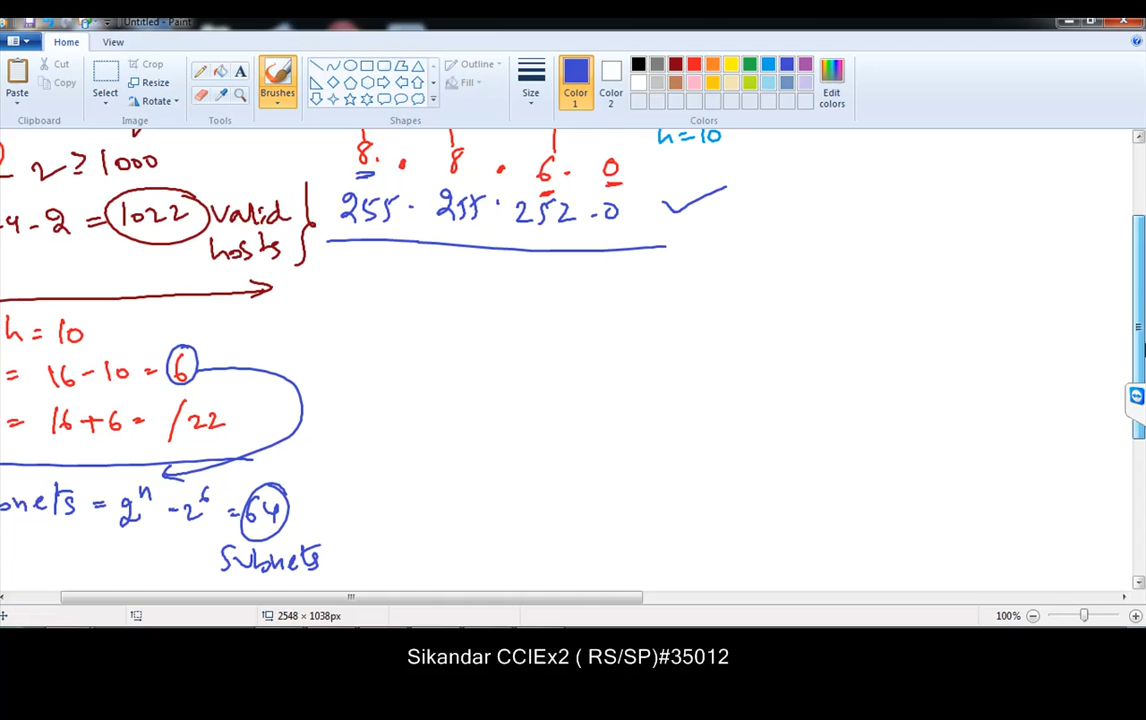 Untitled - Paint
Home View
Cut
Copy
Paste
Clipboard
Select
Crop
Resize
Rotate
Image
Tools
Brushes
Shapes
Outline
Fill
Size
Color 1
Color 2
Colors
Edit colors
h=10
8. . 8 . 6. 0
2 ≥ 1000
4-2 = 1022 valid hosts
255. 255. 252 .0
h = 10
= 16-10 = 6
= 16+6 = /22
bnets = 2^n - 2^6 = 64
Subnets
2548 × 1038px
100%
Sikandar CCIEx2 ( RS/SP)#35012